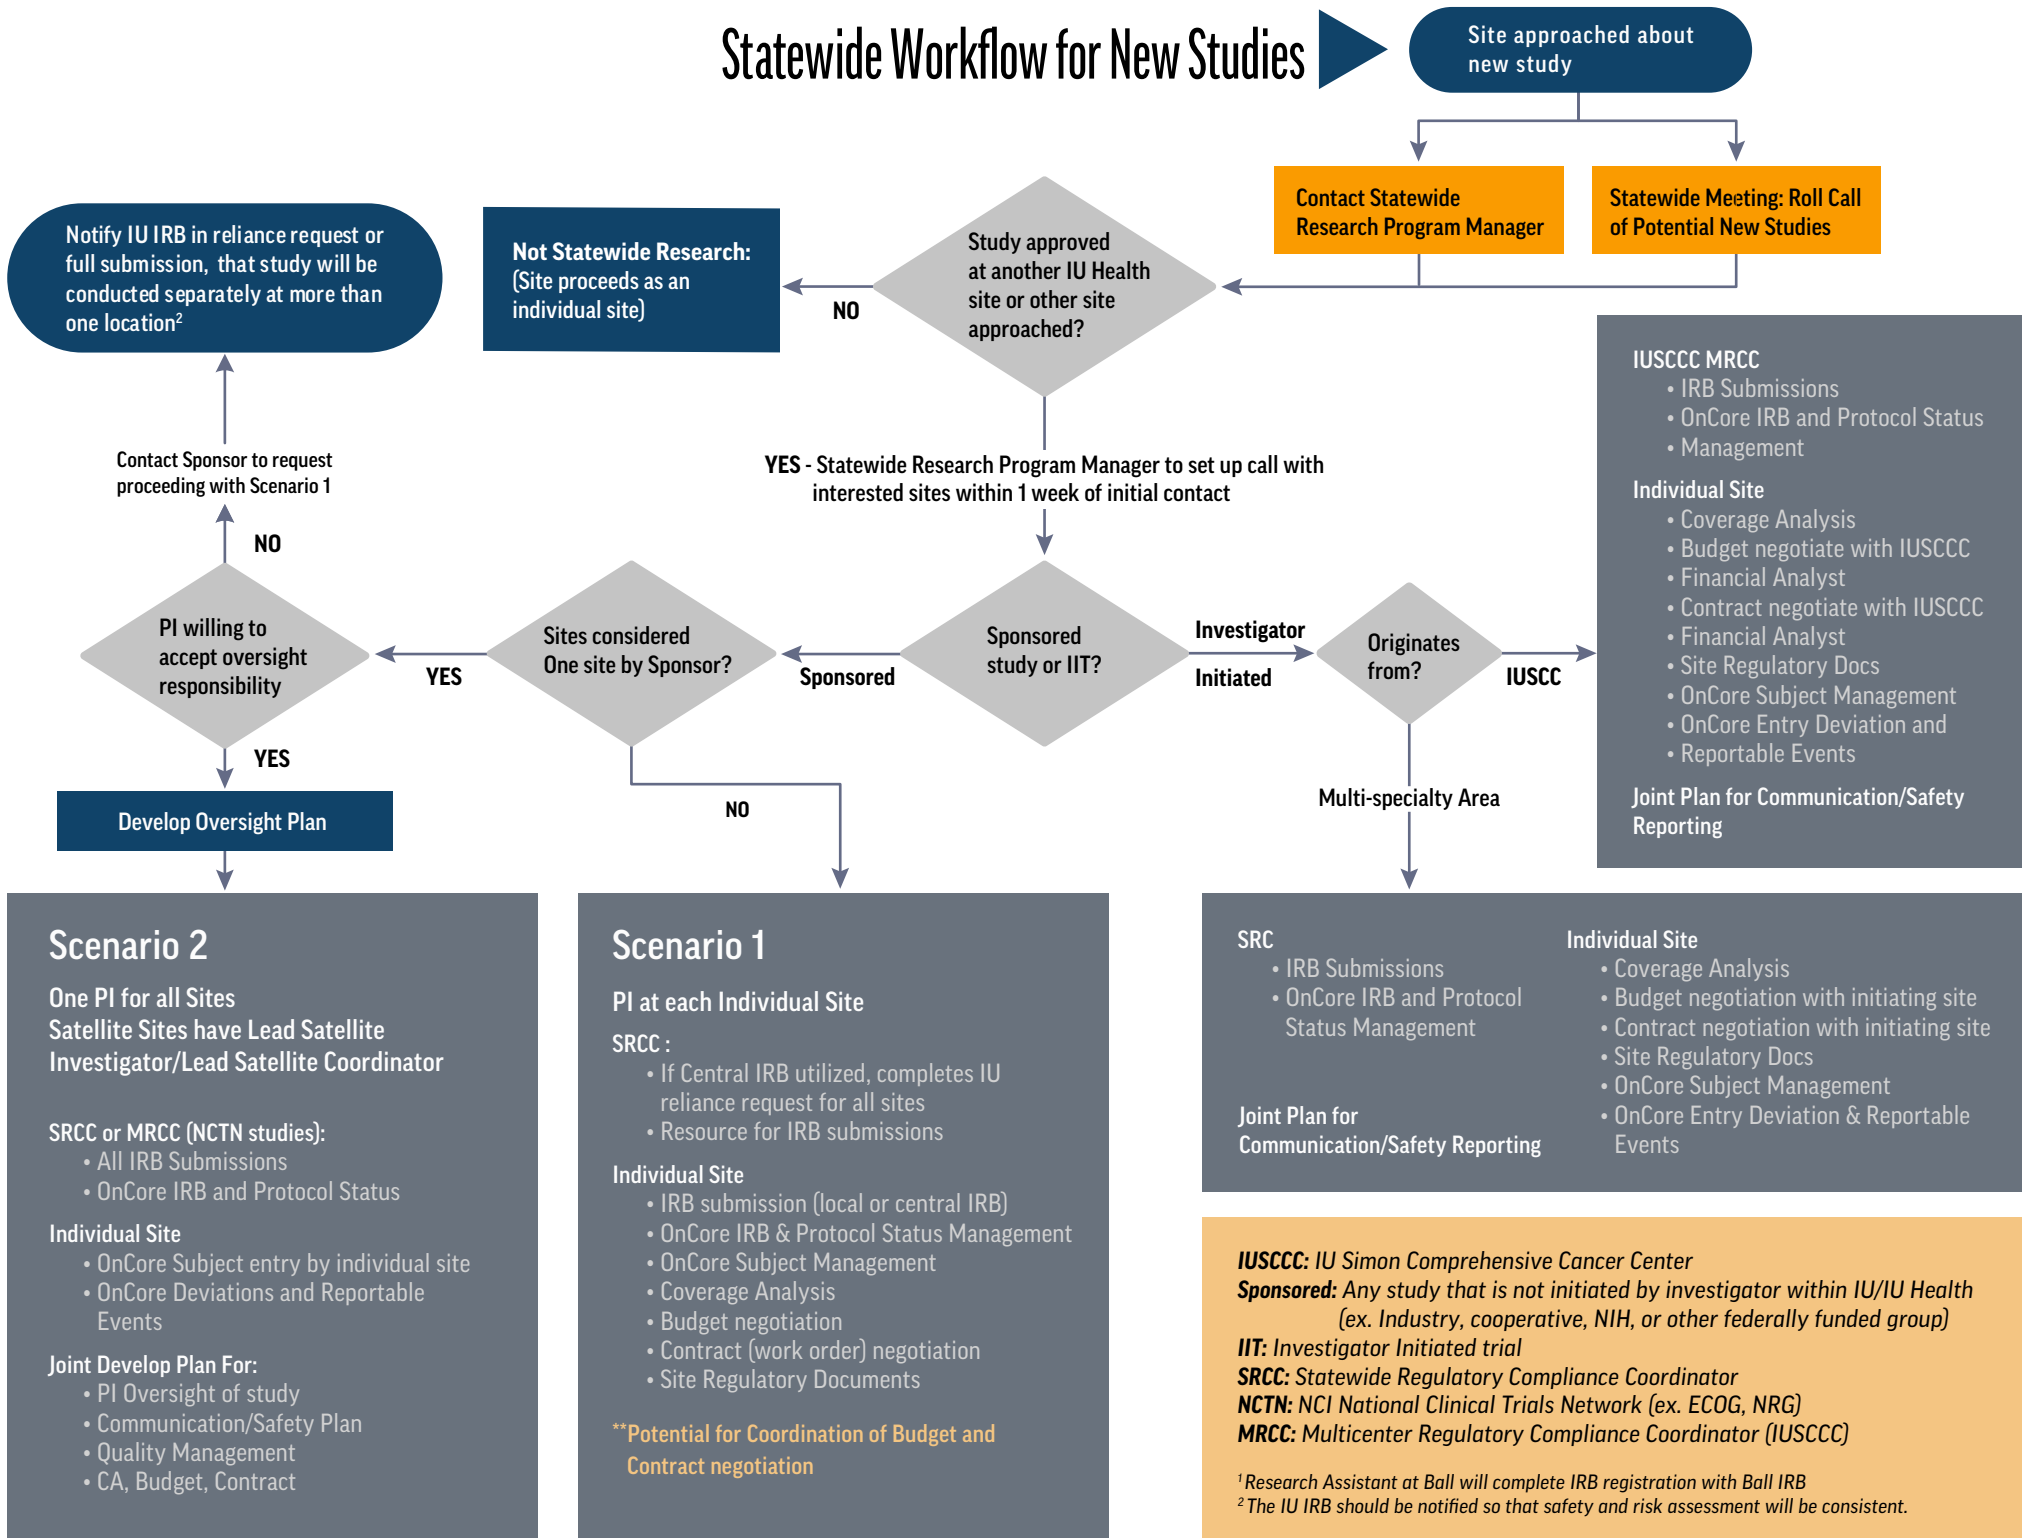 Statewide Workflow for New Studies
Site approached about
new study
Contact Statewide
Research Program Manager
Statewide Meeting: Roll Call
of Potential New Studies
Study approved
at another IU Health
site or other site
approached?
NO
Not Statewide Research:
(Site proceeds as an
individual site)
Notify IU IRB in reliance request or
full submission, that study will be
conducted separately at more than
one location²
Contact Sponsor to request
proceeding with Scenario 1
NO
YES - Statewide Research Program Manager to set up call with
interested sites within 1 week of initial contact
PI willing to
accept oversight
responsibility
YES
Sites considered
One site by Sponsor?
Sponsored
Sponsored
study or IIT?
Investigator
Initiated
Originates
from?
IUSCC
YES
Develop Oversight Plan
NO
Multi-specialty Area
IUSCCC MRCC
• IRB Submissions
• OnCore IRB and Protocol Status
• Management
Individual Site
• Coverage Analysis
• Budget negotiate with IUSCCC
• Financial Analyst
• Contract negotiate with IUSCCC
• Financial Analyst
• Site Regulatory Docs
• OnCore Subject Management
• OnCore Entry Deviation and
• Reportable Events
Joint Plan for Communication/Safety
Reporting
Scenario 2
One PI for all Sites
Satellite Sites have Lead Satellite
Investigator/Lead Satellite Coordinator
SRCC or MRCC (NCTN studies):
• All IRB Submissions
• OnCore IRB and Protocol Status
Individual Site
• OnCore Subject entry by individual site
• OnCore Deviations and Reportable
Events
Joint Develop Plan For:
• PI Oversight of study
• Communication/Safety Plan
• Quality Management
• CA, Budget, Contract
Scenario 1
PI at each Individual Site
SRCC :
• If Central IRB utilized, completes IU
reliance request for all sites
• Resource for IRB submissions
Individual Site
• IRB submission (local or central IRB)
• OnCore IRB & Protocol Status Management
• OnCore Subject Management
• Coverage Analysis
• Budget negotiation
• Contract (work order) negotiation
• Site Regulatory Documents
**Potential for Coordination of Budget and
Contract negotiation
SRC
• IRB Submissions
• OnCore IRB and Protocol
Status Management
Joint Plan for
Communication/Safety Reporting
Individual Site
• Coverage Analysis
• Budget negotiation with initiating site
• Contract negotiation with initiating site
• Site Regulatory Docs
• OnCore Subject Management
• OnCore Entry Deviation & Reportable
Events
IUSCCC: IU Simon Comprehensive Cancer Center
Sponsored: Any study that is not initiated by investigator within IU/IU Health
(ex. Industry, cooperative, NIH, or other federally funded group)
IIT: Investigator Initiated trial
SRCC: Statewide Regulatory Compliance Coordinator
NCTN: NCI National Clinical Trials Network (ex. ECOG, NRG)
MRCC: Multicenter Regulatory Compliance Coordinator (IUSCCC)
¹ Research Assistant at Ball will complete IRB registration with Ball IRB
² The IU IRB should be notified so that safety and risk assessment will be consistent.